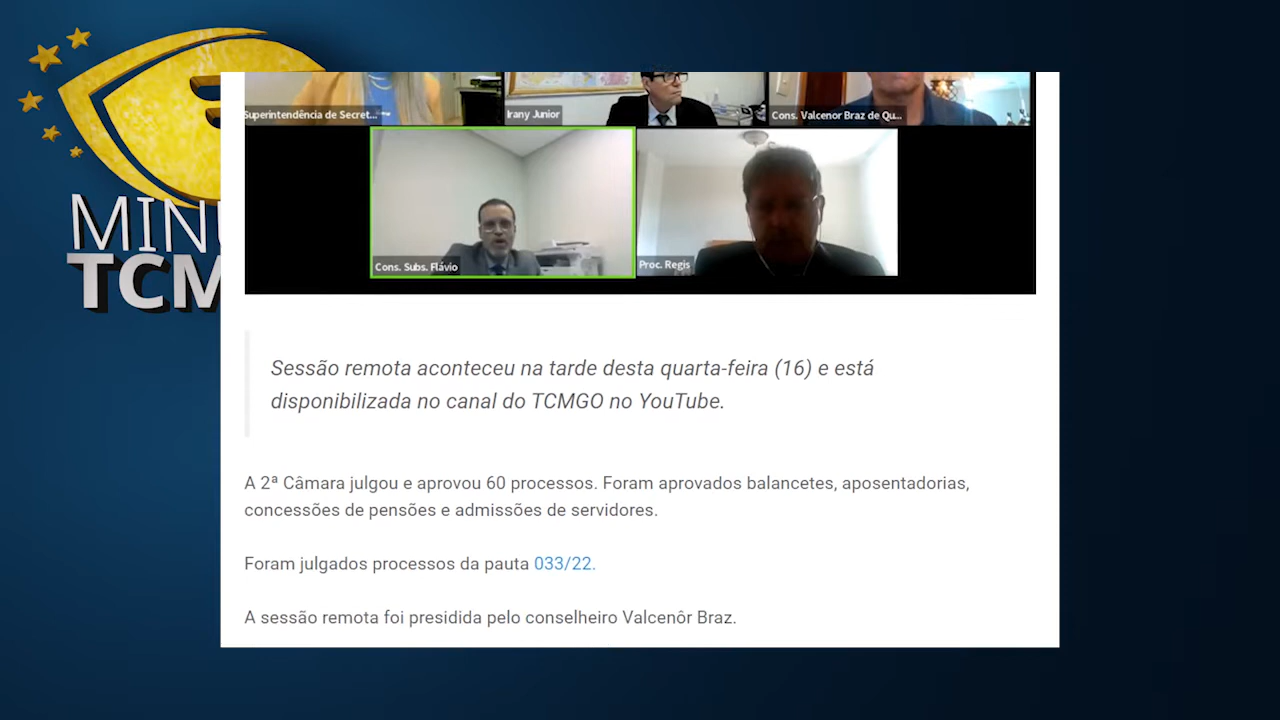 MINU
TCM
Superintendência de Secret...
Irany Junior
Cons. Valcenor Braz de Qu...
Cons. Subs. Flávio
Proc. Regis
Sessão remota aconteceu na tarde desta quarta-feira (16) e está
disponibilizada no canal do TCMGO no YouTube.
A 2ª Câmara julgou e aprovou 60 processos. Foram aprovados balancetes, aposentadorias,
concessões de pensões e admissões de servidores.
Foram julgados processos da pauta 033/22.
A sessão remota foi presidida pelo conselheiro Valcenôr Braz.